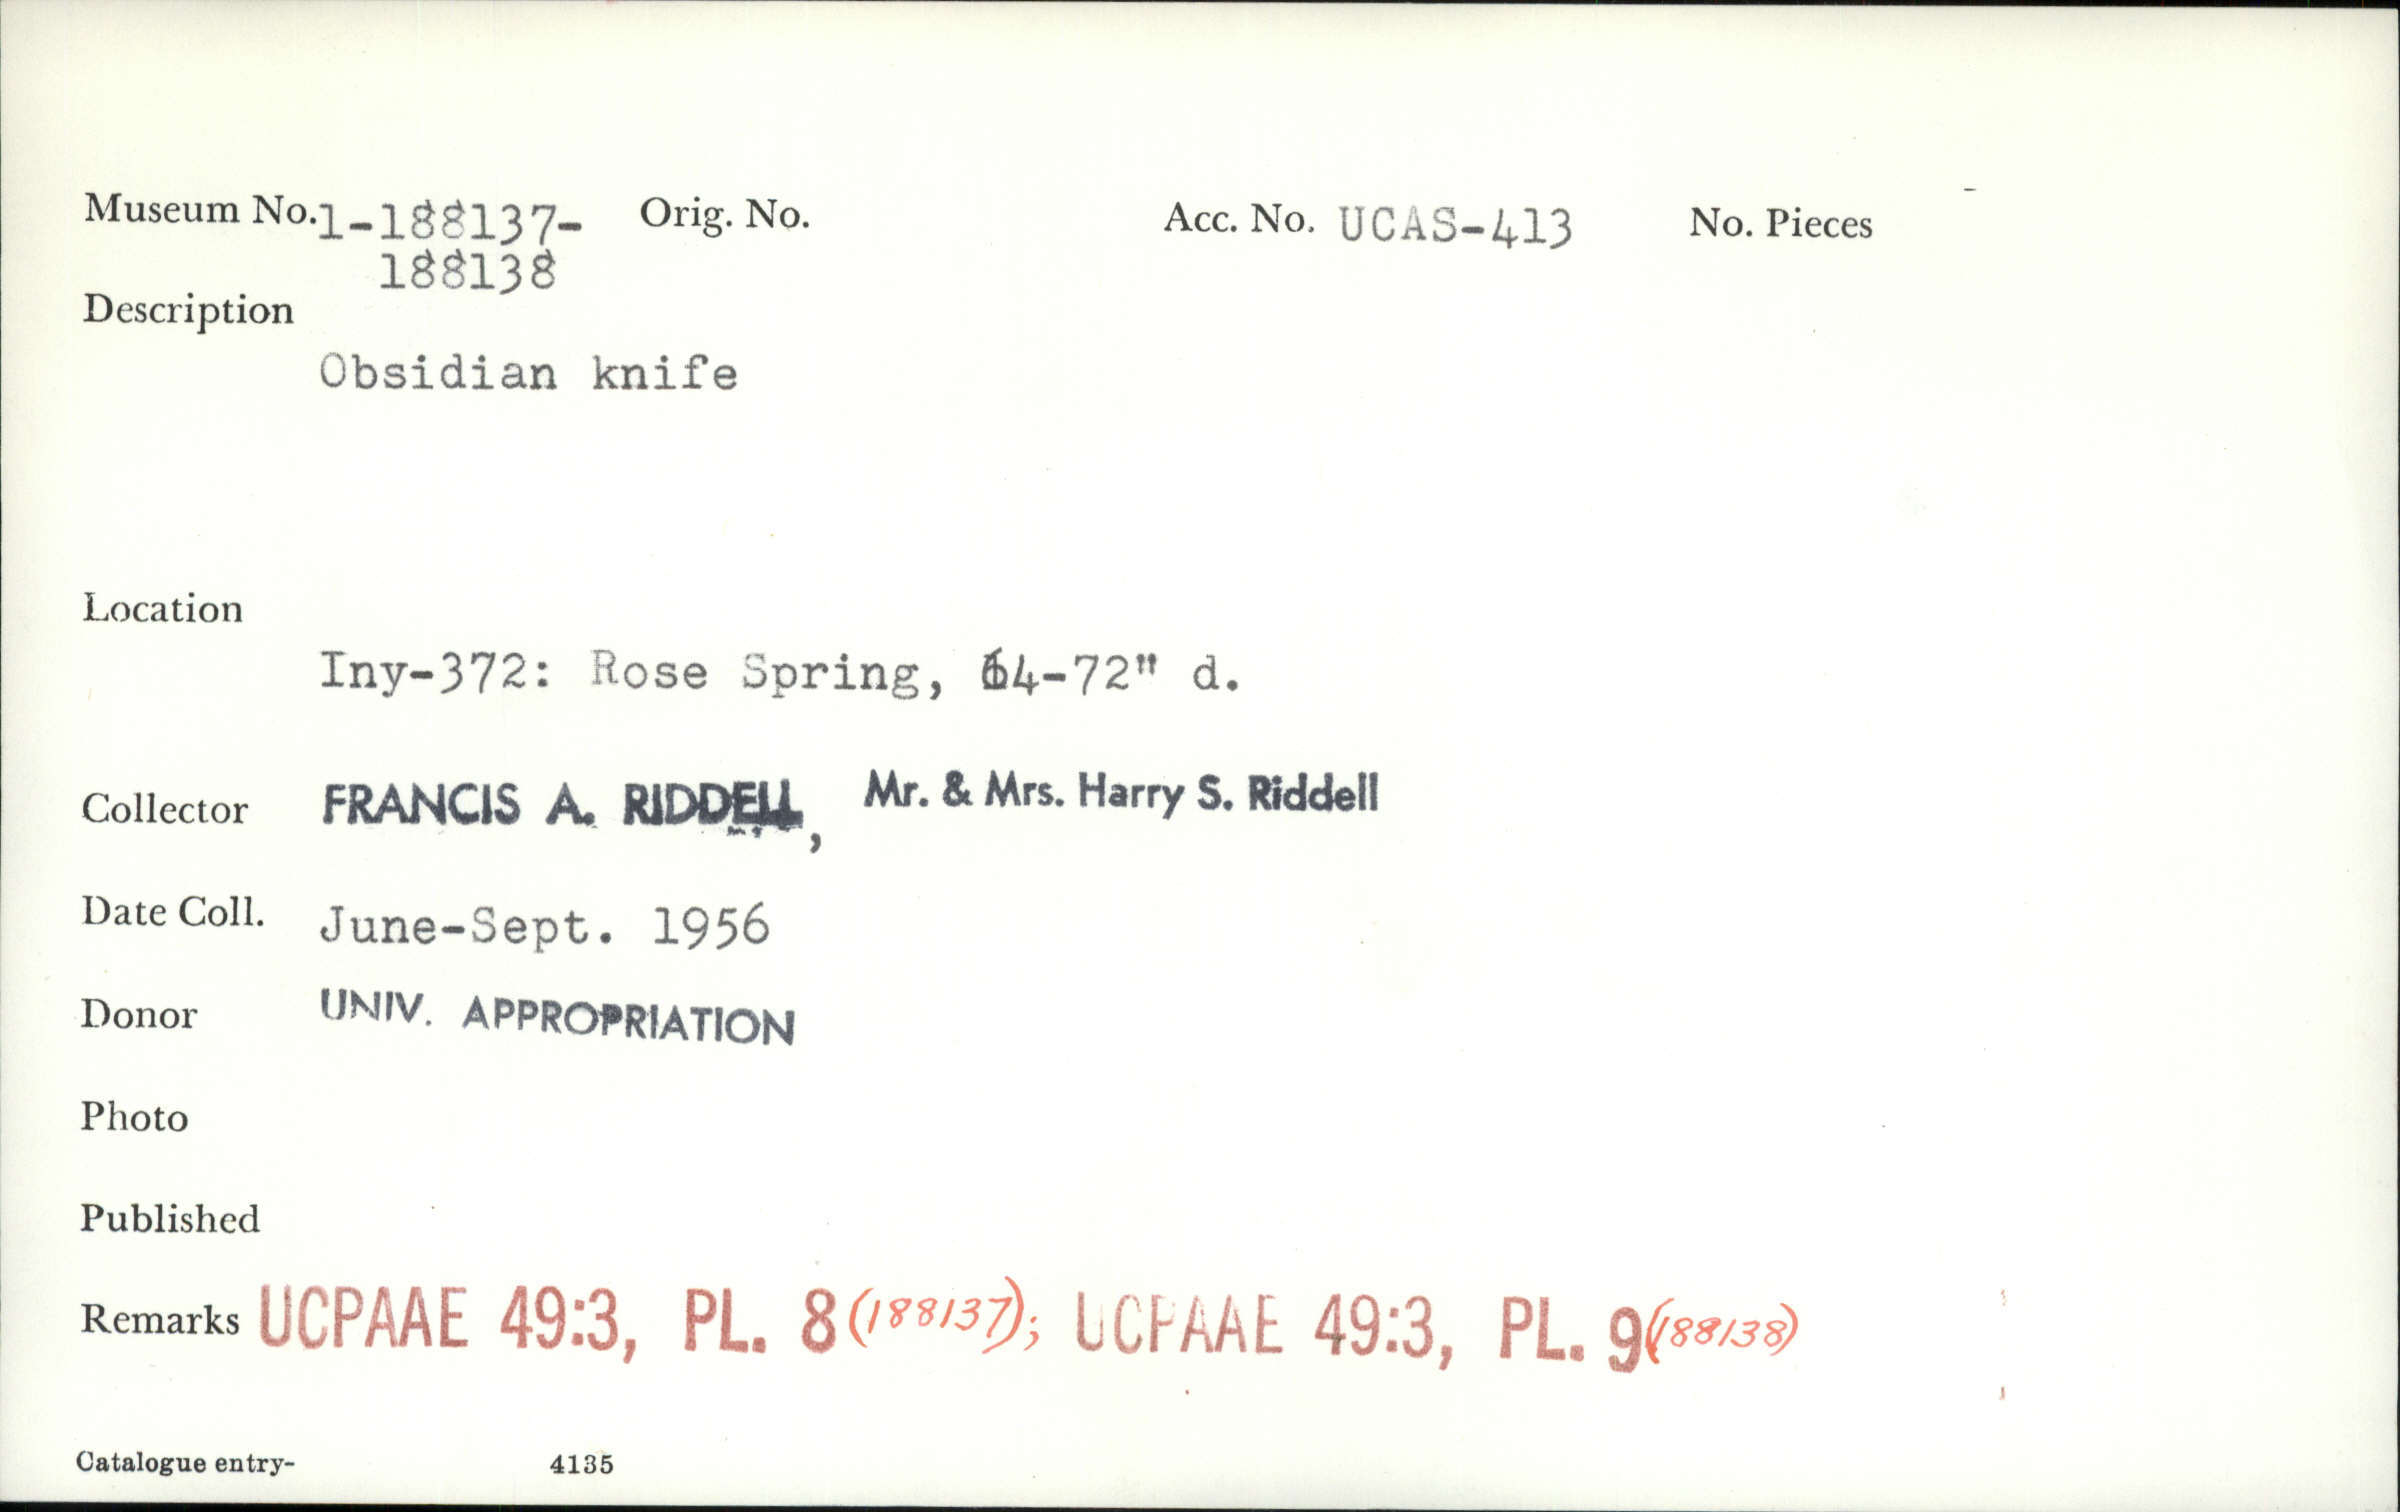 Museum No. 1-188137- Orig. No. Acc. No. UCAS-413 No. Pieces
188138
Description
Obsidian knife
Location
Iny-372: Rose Spring, 64-72" d.
Collector FRANCIS A. RIDDELL, Mr. & Mrs. Harry S. Riddell
Date Coll. June-Sept. 1956
Donor UNIV. APPROPRIATION
Photo
Published
Remarks UCPAAE 49:3, PL. 8 (188137); UCPAAE 49:3, PL. 9 (188138)
Catalogue entry- 4135